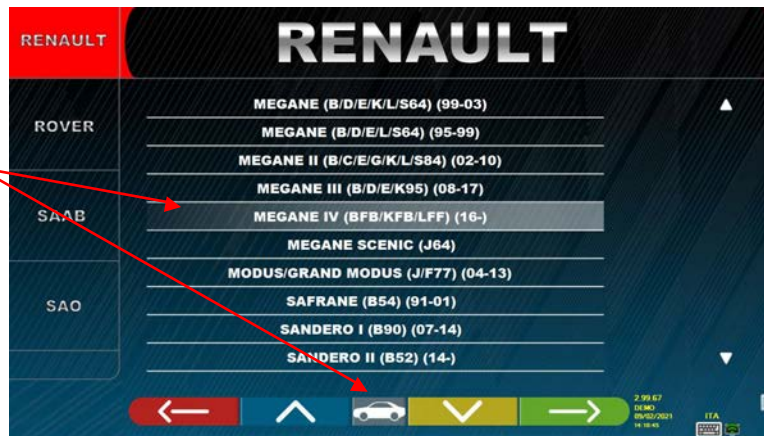 RENAULT
RENAULT
ROVER
SAAB
SAO
MEGANE (B/D/E/K/L/S64) (99-03)
MEGANE (B/D/E/L/S64) (95-99)
MEGANE II (B/C/E/G/K/L/S84) (02-10)
MEGANE III (B/D/E/K95) (08-17)
MEGANE IV (BFB/KFB/LFF) (16-)
MEGANE SCENIC (J64)
MODUS/GRAND MODUS (J/F77) (04-13)
SAFRANE (B54) (91-01)
SANDERO I (B90) (07-14)
SANDERO II (B52) (14-)
2.99.67
DEMO
09/02/2021
14:18:45
ITA